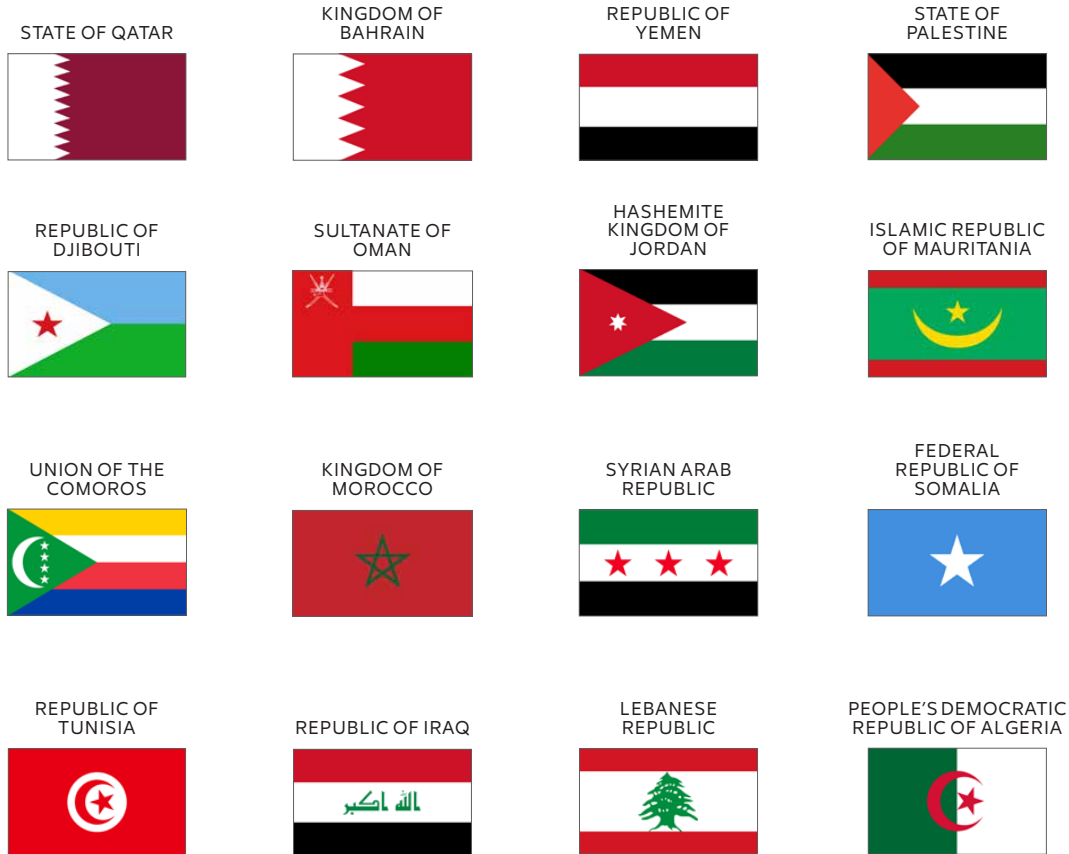 STATE OF QATAR
KINGDOM OF
BAHRAIN
REPUBLIC OF
YEMEN
STATE OF
PALESTINE
REPUBLIC OF
DJIBOUTI
SULTANATE OF
OMAN
HASHEMITE
KINGDOM OF
JORDAN
ISLAMIC REPUBLIC
OF MAURITANIA
UNION OF THE
COMOROS
KINGDOM OF
MOROCCO
SYRIAN ARAB
REPUBLIC
FEDERAL
REPUBLIC OF
SOMALIA
REPUBLIC OF
TUNISIA
REPUBLIC OF IRAQ
الله اكبر
LEBANESE
REPUBLIC
PEOPLE'S DEMOCRATIC
REPUBLIC OF ALGERIA